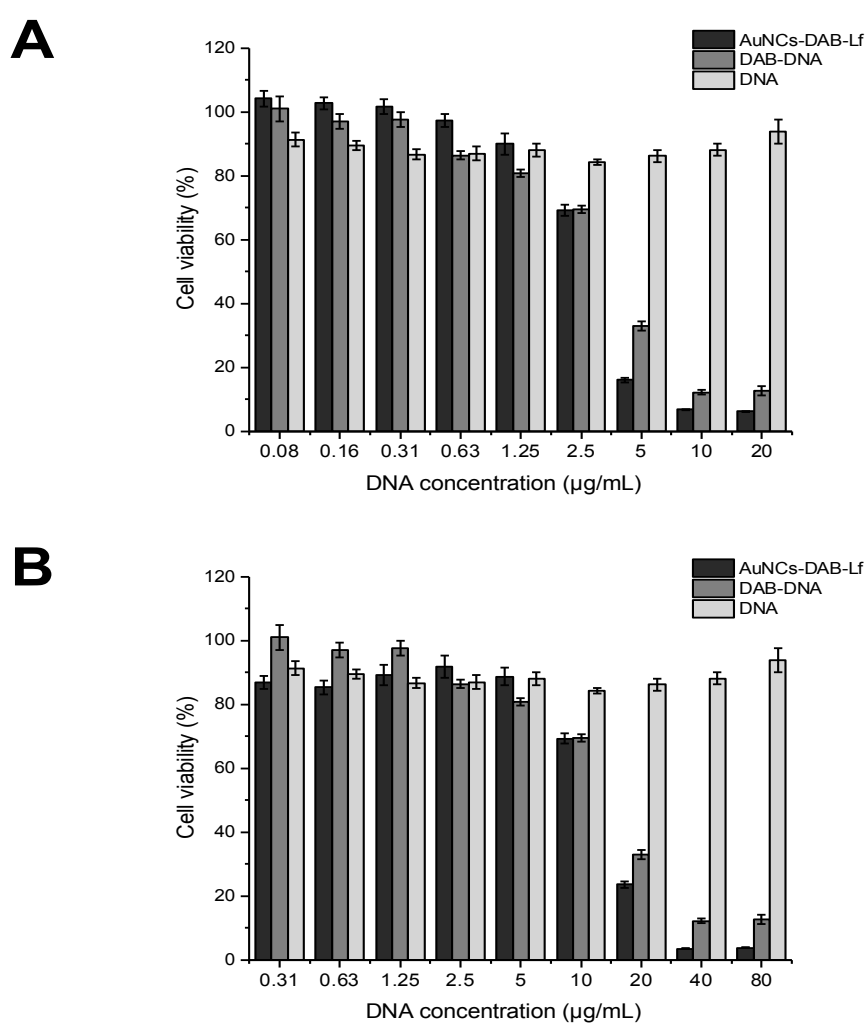 A
AuNCs-DAB-Lf
DAB-DNA
DNA
Cell viability (%)
120
100
80
60
40
20
0
0.08 0.16 0.31 0.63 1.25 2.5 5 10 20
DNA concentration (µg/mL)
B
AuNCs-DAB-Lf
DAB-DNA
DNA
Cell viability (%)
120
100
80
60
40
20
0
0.31 0.63 1.25 2.5 5 10 20 40 80
DNA concentration (µg/mL)